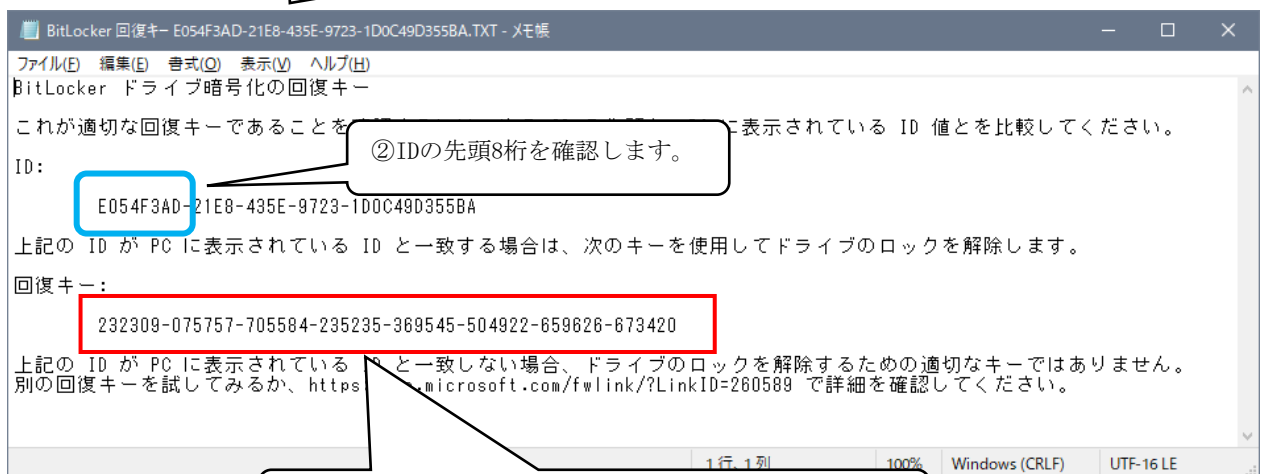 BitLocker 回復キー E054F3AD-21E8-435E-9723-1D0C49D355BA.TXT - メモ帳
ファイル(F) 編集(E) 書式(O) 表示(V) ヘルプ(H)
BitLocker ドライブ暗号化の回復キー
これが適切な回復キーであることを に表示されている ID 値とを比較してください。
②IDの先頭8桁を確認します。
ID:
E054F3AD-21E8-435E-9723-1D0C49D355BA
上記の ID が PC に表示されている ID と一致する場合は、次のキーを使用してドライブのロックを解除します。
回復キー:
232309-075757-705584-235235-369545-504922-659626-673420
上記の ID が PC に表示されている ID と一致しない場合、ドライブのロックを解除するための適切なキーではありません。
別の回復キーを試してみるか、https .microsoft.com/fwlink/?LinkID=260589 で詳細を確認してください。
1行、1列 100% Windows (CRLF) UTF-16 LE